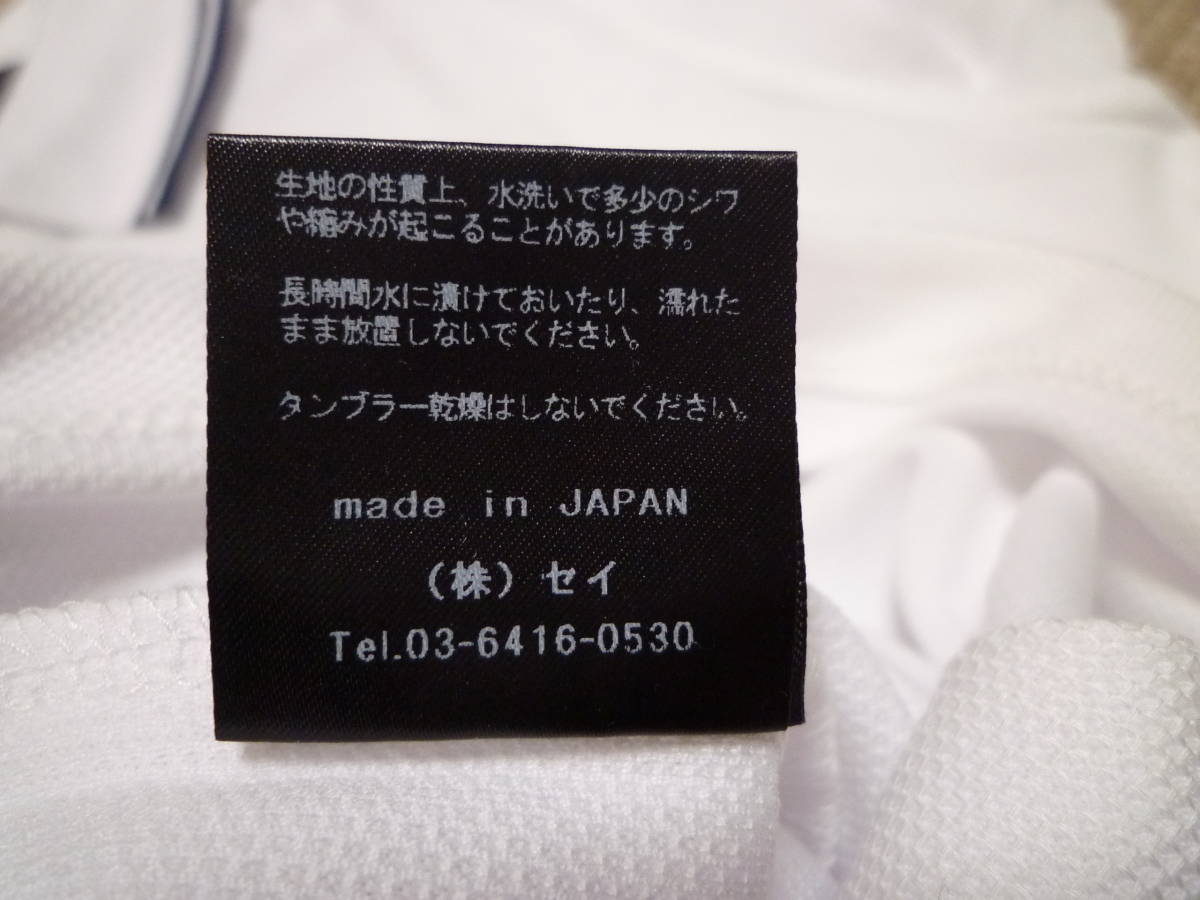 生地の性質上、水洗いで多少のシワ
や縮みが起こることがあります。
長時間水に漬けておいたり、濡れた
まま放置しないでください。
タンブラー乾燥はしないでください。
made in JAPAN
(株) セイ
Tel.03-6416-0530